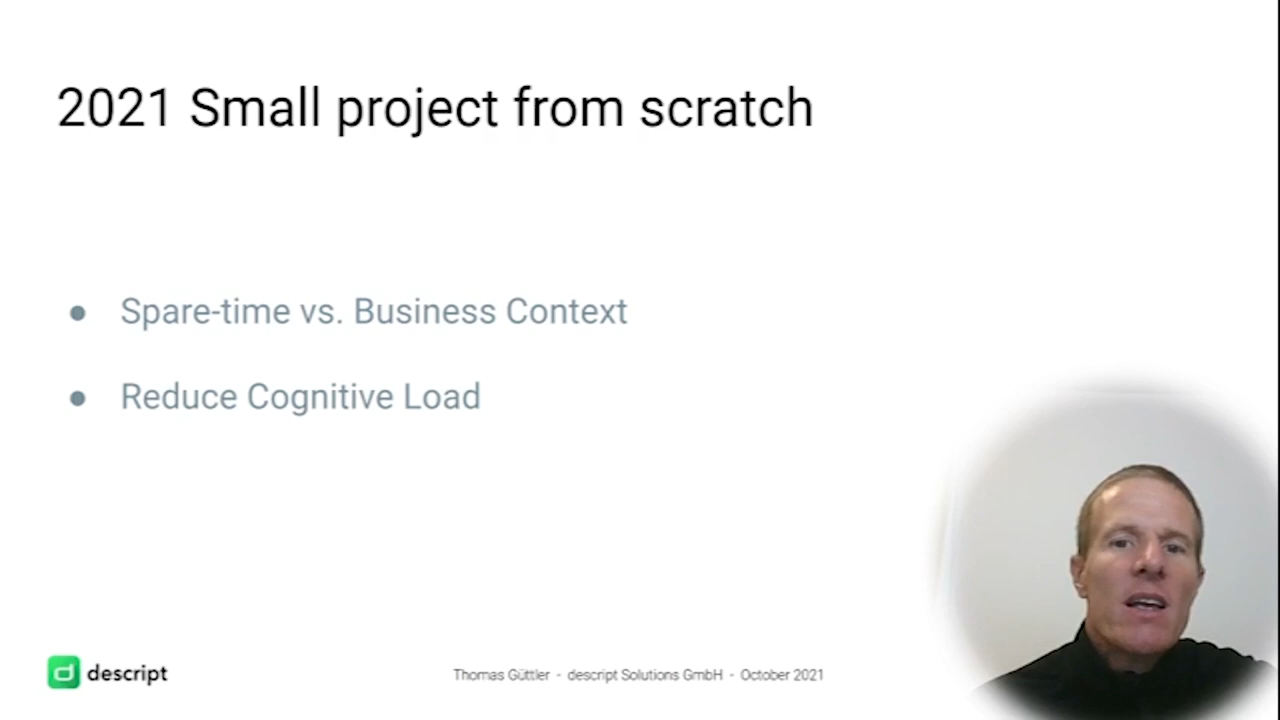 2021 Small project from scratch
● Spare-time vs. Business Context
● Reduce Cognitive Load
d descript
Thomas Güttler - descript Solutions GmbH - October 2021